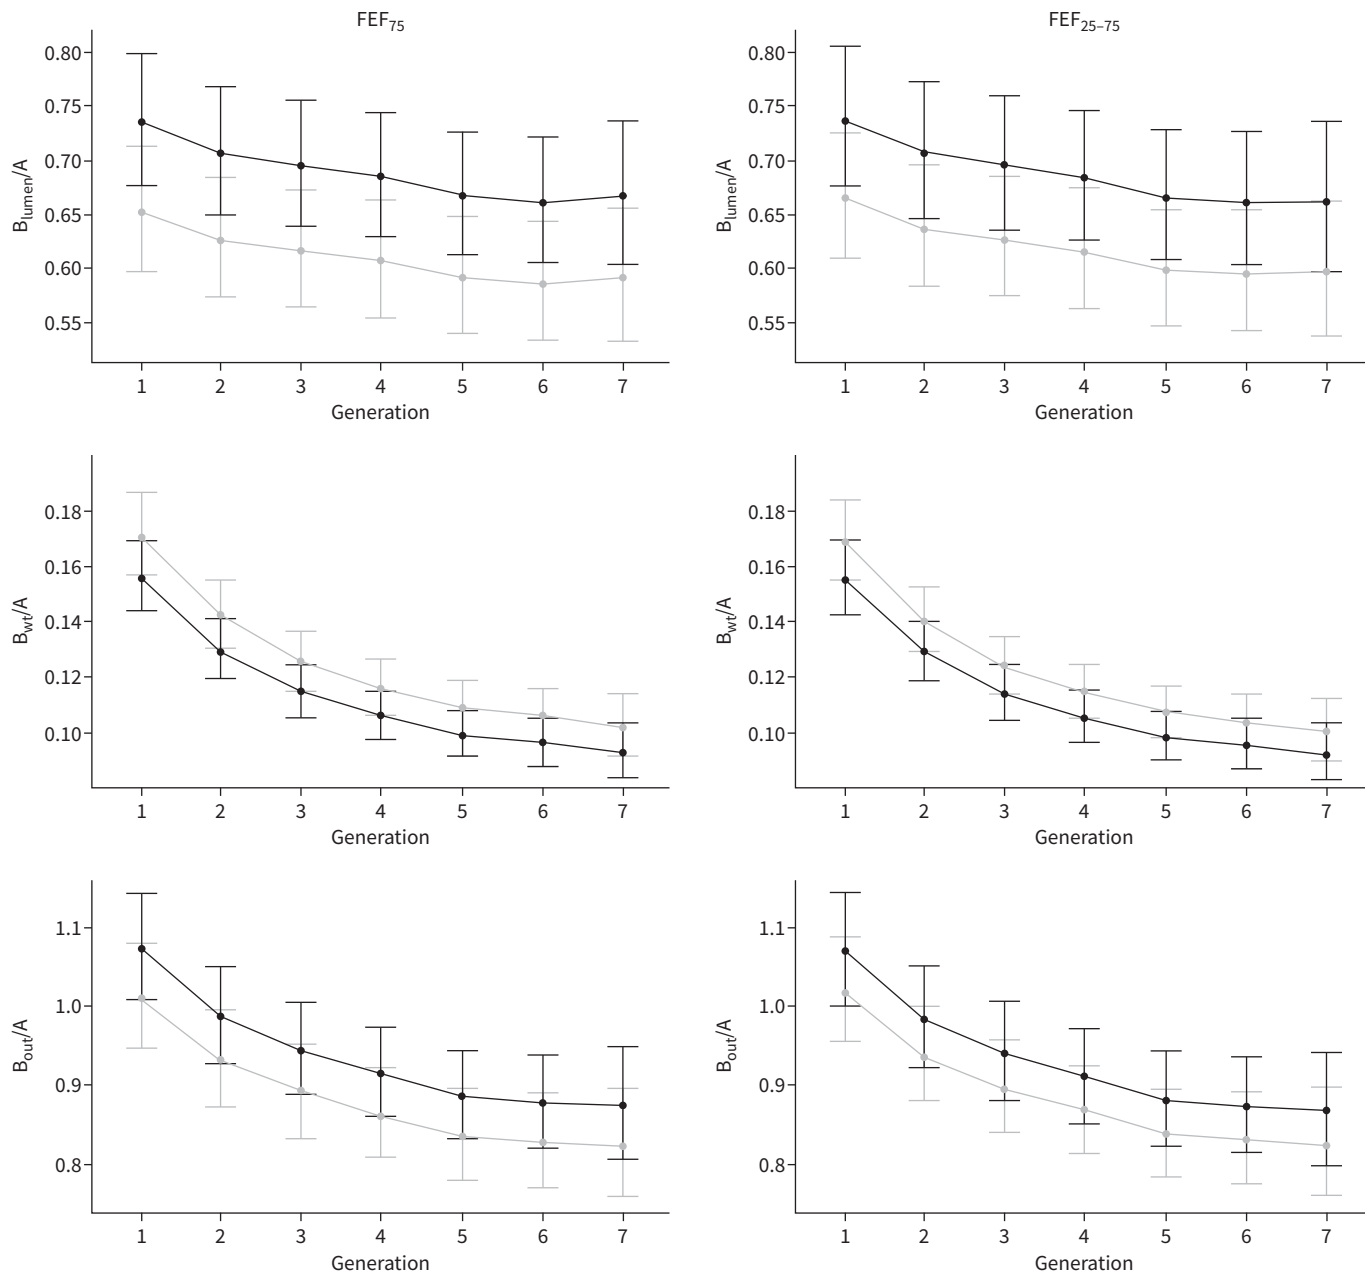 FEF75 FEF25–75
0.80
0.75
0.70
0.65
0.60
0.55
Blumen/A
1 2 3 4 5 6 7
Generation
0.80
0.75
0.70
0.65
0.60
0.55
Blumen/A
1 2 3 4 5 6 7
Generation
0.18
0.16
0.14
0.12
0.10
Bwt/A
1 2 3 4 5 6 7
Generation
0.18
0.16
0.14
0.12
0.10
Bwt/A
1 2 3 4 5 6 7
Generation
1.1
1.0
0.9
0.8
Bout/A
1 2 3 4 5 6 7
Generation
1.1
1.0
0.9
0.8
Bout/A
1 2 3 4 5 6 7
Generation